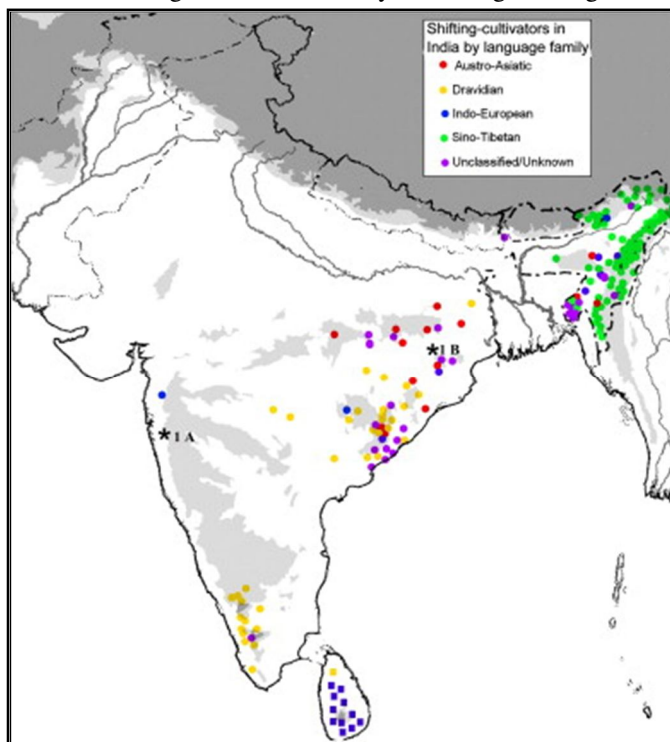 Shifting-cultivators in
India by language family
Austro-Asiatic
Dravidian
Indo-European
Sino-Tibetan
Unclassified/Unknown
*1 B
*1 A